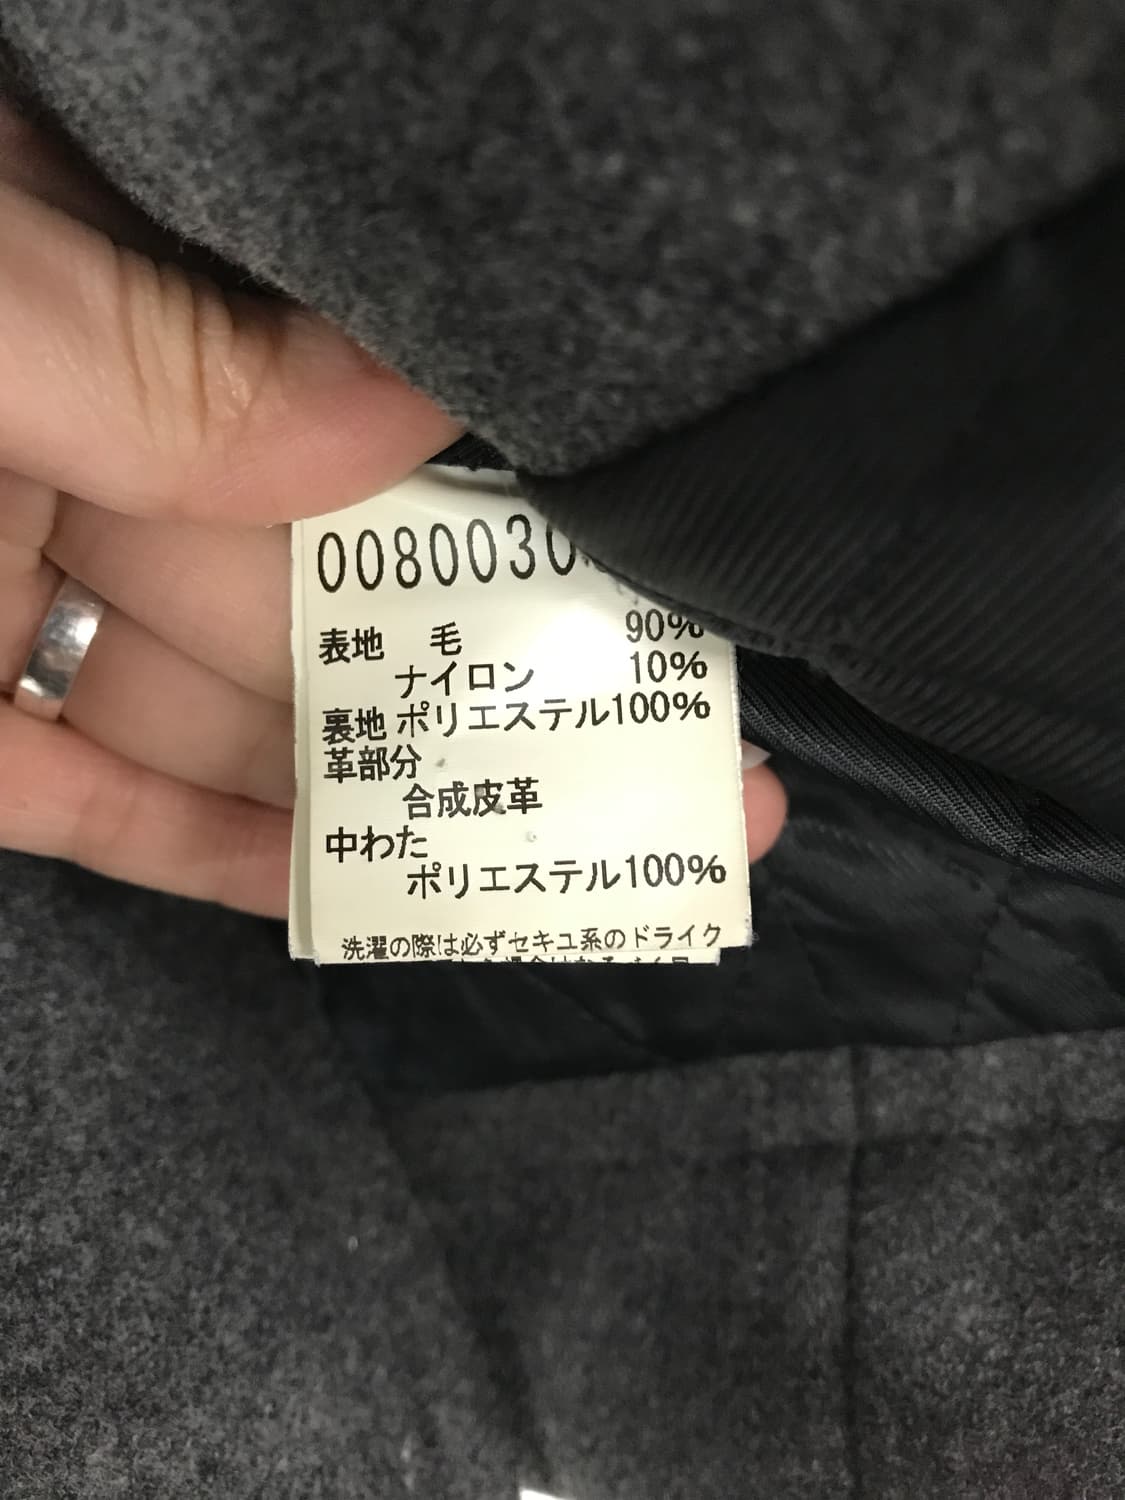 0080030
表地 毛 90%
ナイロン 10%
裏地 ポリエステル100%
革部分
合成皮革
中わた
ポリエステル100%
洗濯の際は必ずセキユ系のドライク